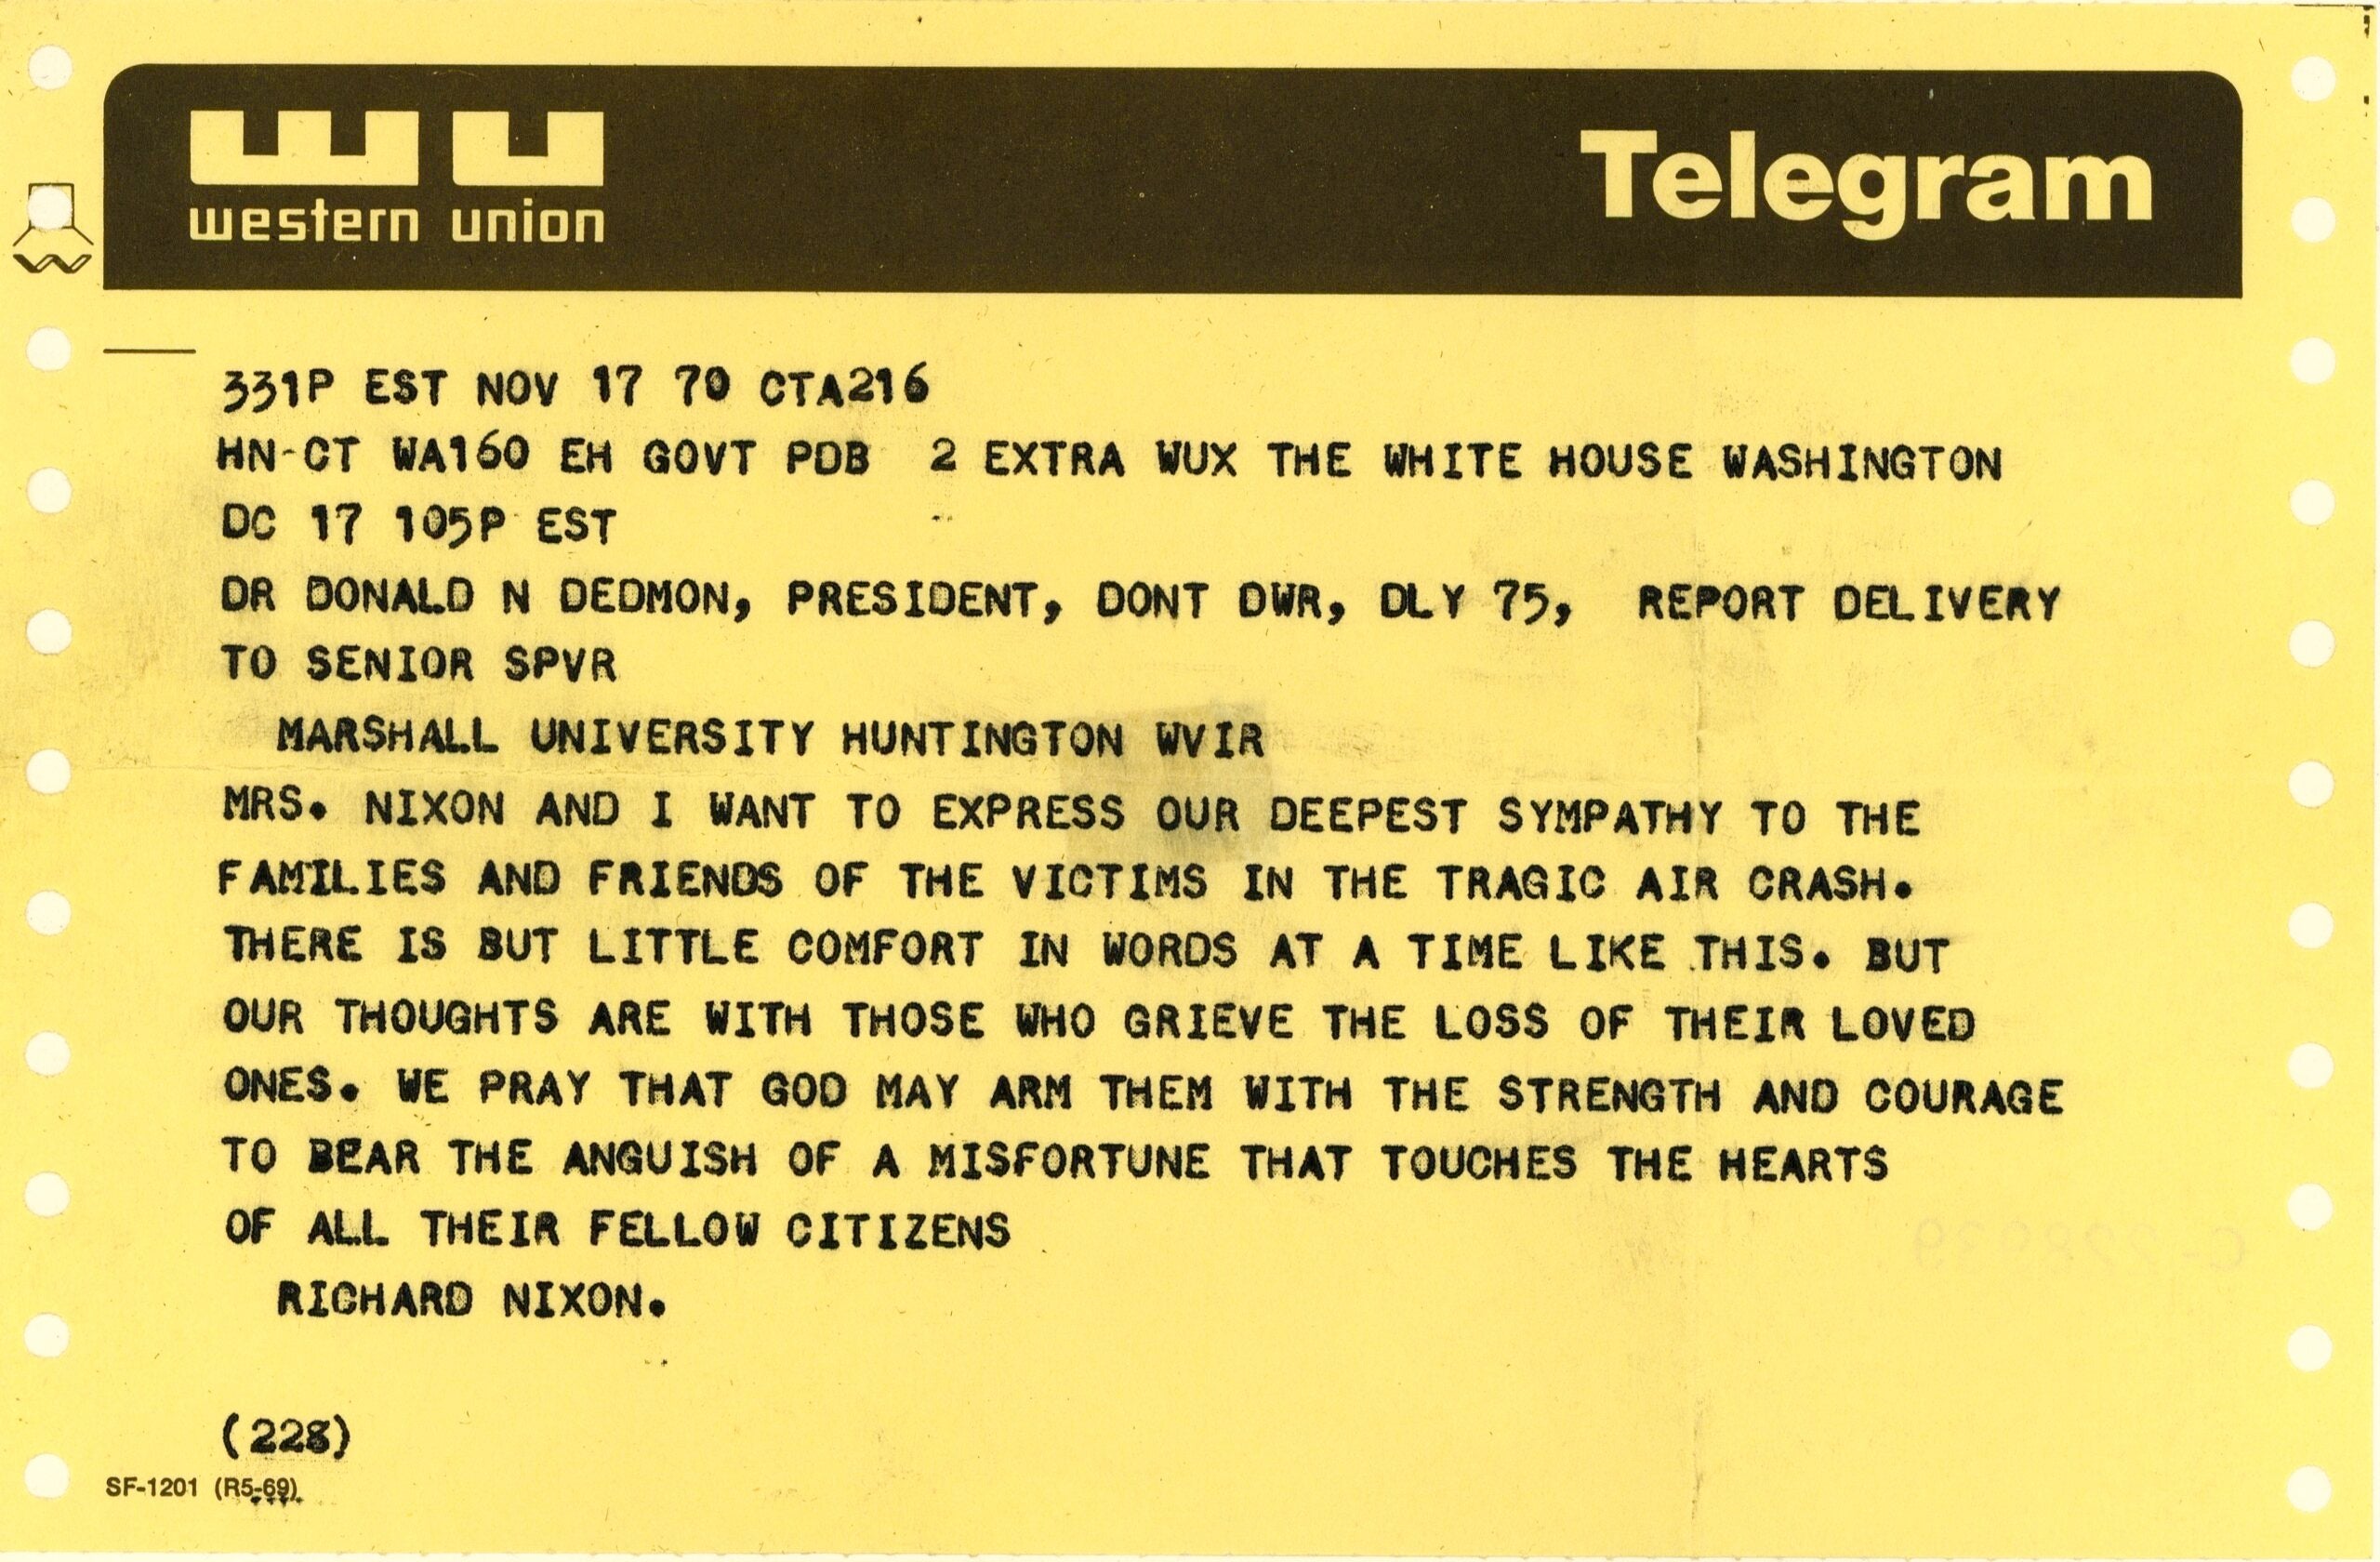 WU
western union
Telegram
331P EST NOV 17 70 CTA216
HN-CT WA160 EH GOVT PDB 2 EXTRA WUX THE WHITE HOUSE WASHINGTON
DC 17 105P EST
DR DONALD N DEDMON, PRESIDENT, DONT DWR, DLY 75, REPORT DELIVERY
TO SENIOR SPVR
MARSHALL UNIVERSITY HUNTINGTON WVIR
MRS. NIXON AND I WANT TO EXPRESS OUR DEEPEST SYMPATHY TO THE
FAMILIES AND FRIENDS OF THE VICTIMS IN THE TRAGIC AIR CRASH.
THERE IS BUT LITTLE COMFORT IN WORDS AT A TIME LIKE THIS. BUT
OUR THOUGHTS ARE WITH THOSE WHO GRIEVE THE LOSS OF THEIR LOVED
ONES. WE PRAY THAT GOD MAY ARM THEM WITH THE STRENGTH AND COURAGE
TO BEAR THE ANGUISH OF A MISFORTUNE THAT TOUCHES THE HEARTS
OF ALL THEIR FELLOW CITIZENS
RICHARD NIXON.
(228)
SF-1201 (R5-69)